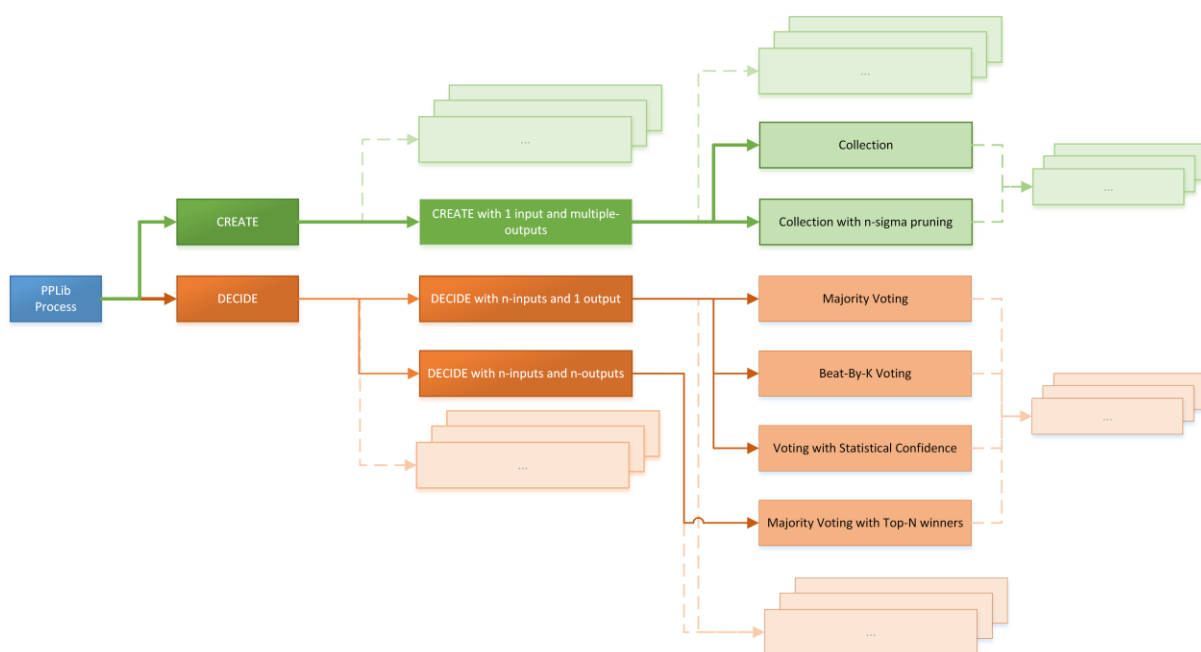 ...
...
Collection
...
CREATE
CREATE with 1 input and multiple-
outputs
Collection with n-sigma pruning
PPLib
Process
DECIDE
DECIDE with n-inputs and 1 output
Majority Voting
DECIDE with n-inputs and n-outputs
Beat-By-K Voting
...
...
Voting with Statistical Confidence
Majority Voting with Top-N winners
...